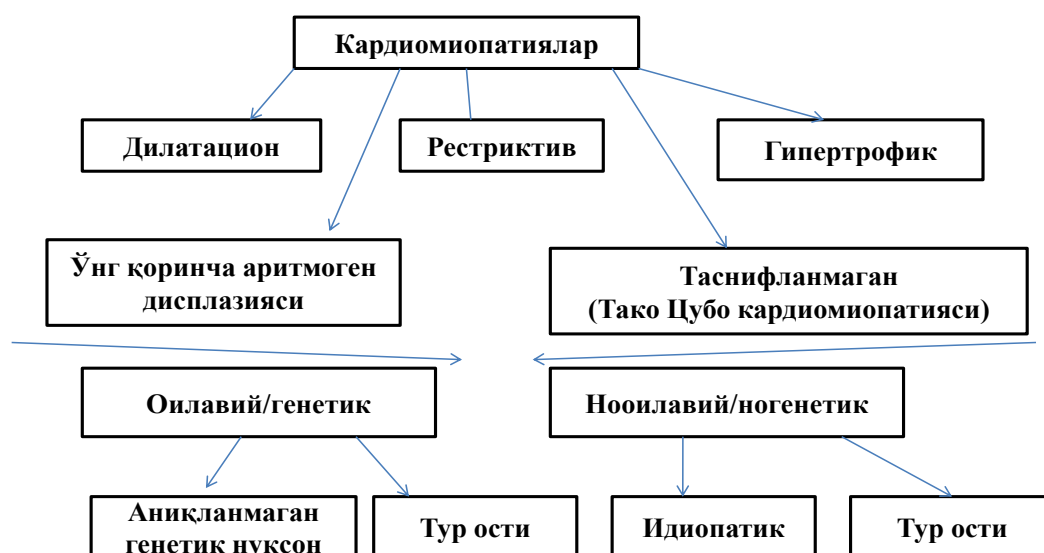 Кардиомиопатиялар
Дилатацион
Рестриктив
Гипертрофик
Ўнг қоринча аритмоген
дисплазияси
Таснифланмаган
(Тако Цубо кардиомиопатияси)
Оилавий/генетик
Нооилавий/ногенетик
Аниқланмаган
генетик нуқсон
Тур ости
Идиопатик
Тур ости